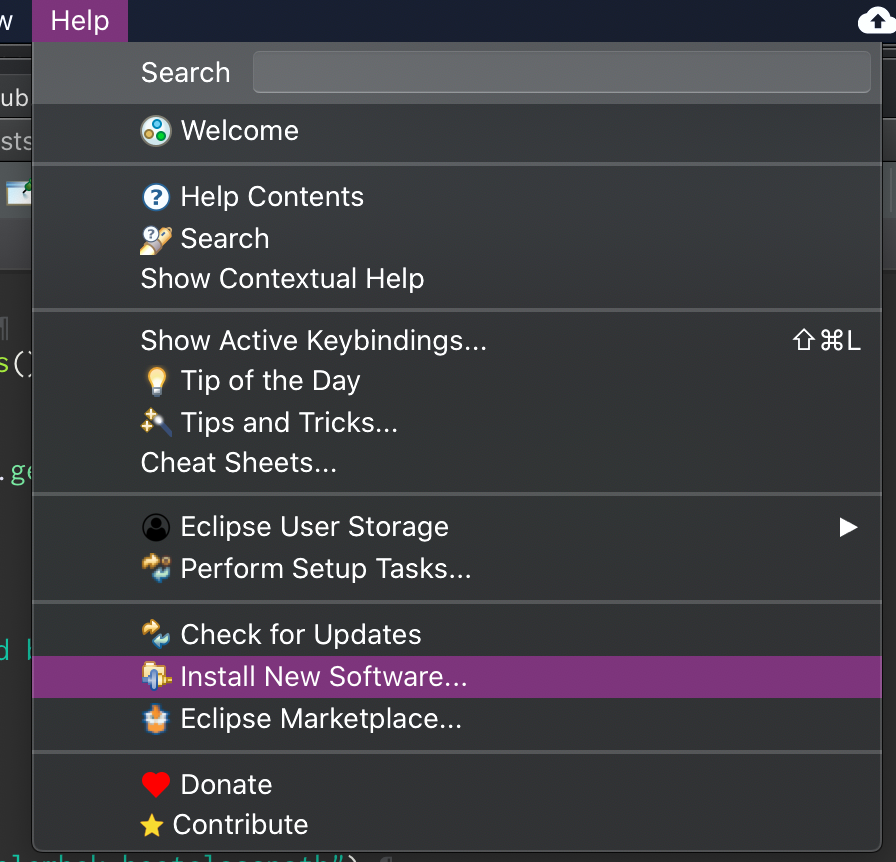 Help
Search
Welcome
Help Contents
Search
Show Contextual Help
Show Active Keybindings... ⇧⌘L
Tip of the Day
Tips and Tricks...
Cheat Sheets...
Eclipse User Storage
Perform Setup Tasks...
Check for Updates
Install New Software...
Eclipse Marketplace...
Donate
Contribute